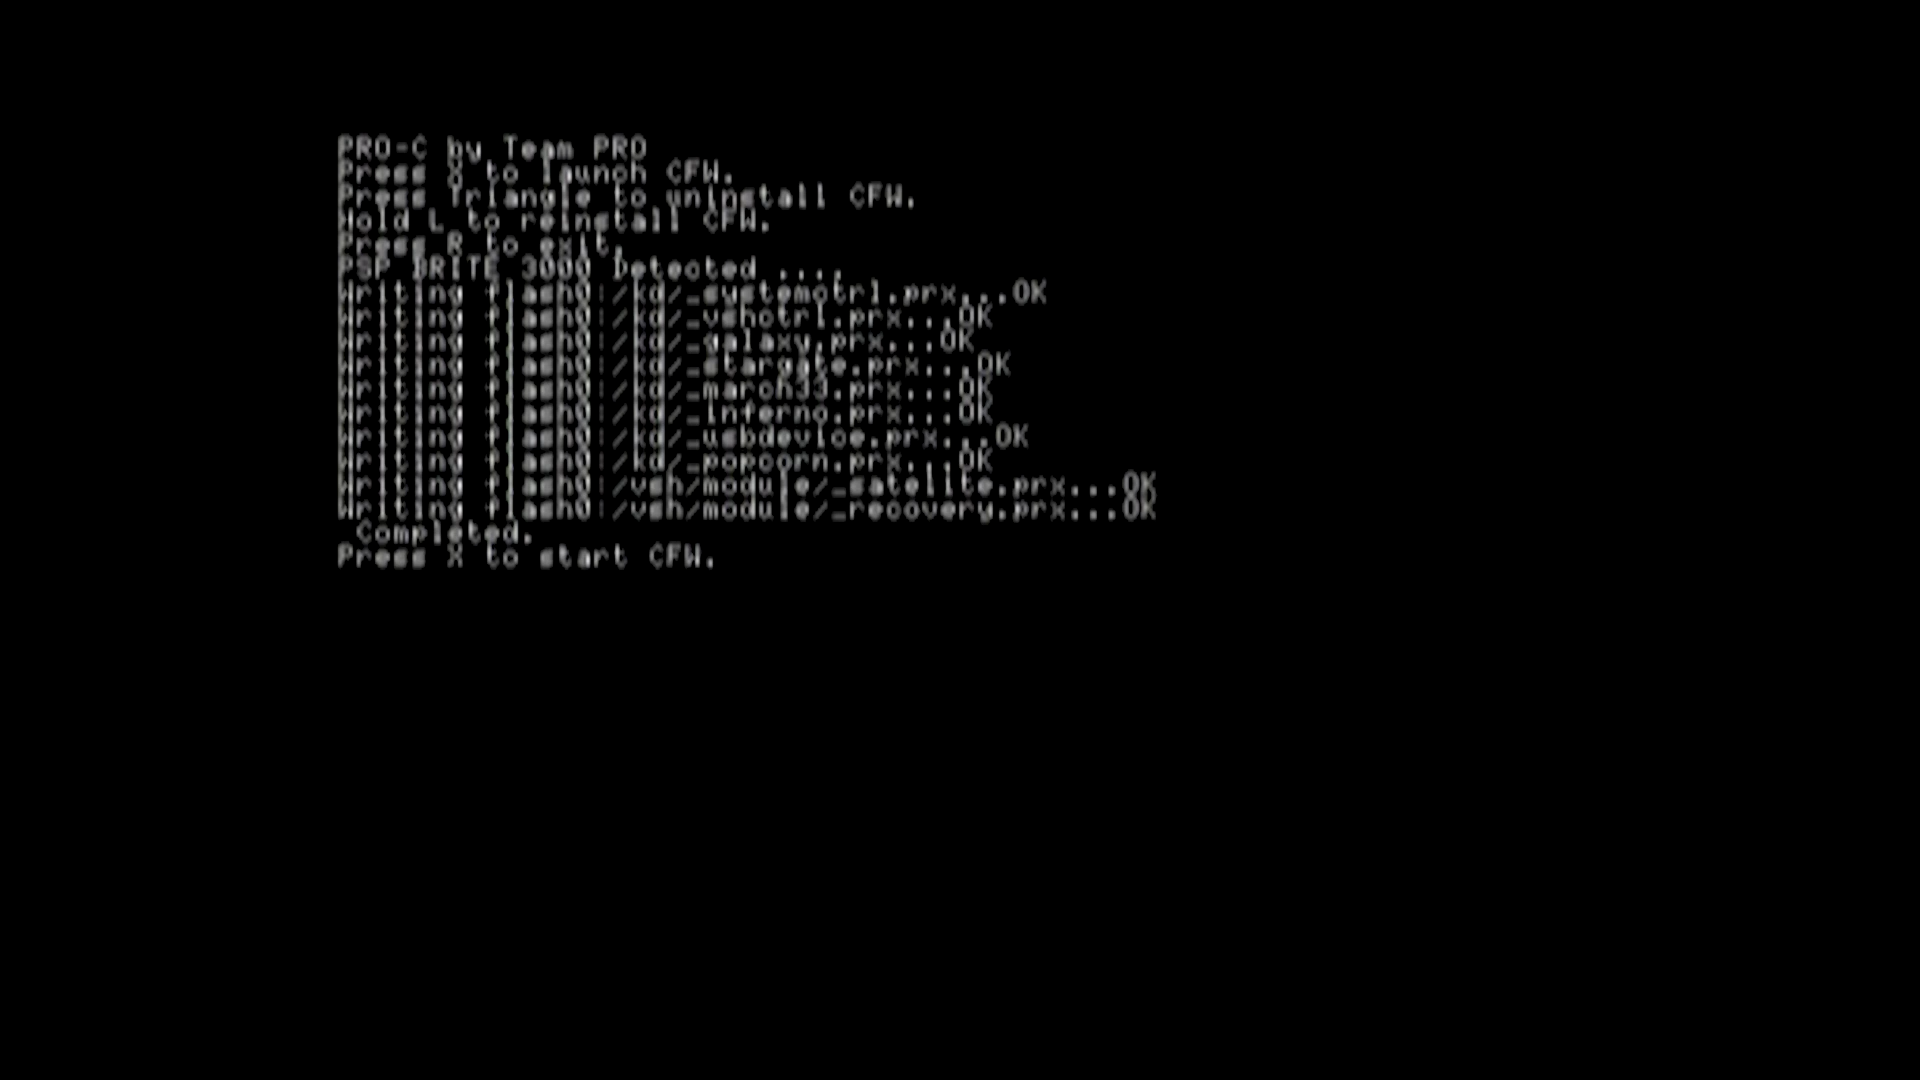 PRO-C by Team PRO
Press X to launch CFW.
Press Triangle to uninstall CFW.
Hold L to reinstall CFW.
Press R to exit.
PSP BRITE 3000 Detected ....
Writing flash0:/kd/_systemctrl.prx...OK
Writing flash0:/kd/_vshctrl.prx...OK
Writing flash0:/kd/_galaxy.prx...OK
Writing flash0:/kd/_stargate.prx...OK
Writing flash0:/kd/_march33.prx...OK
Writing flash0:/kd/_inferno.prx...OK
Writing flash0:/kd/_usbdevice.prx...OK
Writing flash0:/kd/_popcorn.prx...OK
Writing flash0:/vsh/module/_satelite.prx...OK
Writing flash0:/vsh/module/_recovery.prx...OK
Completed.
Press X to start CFW.